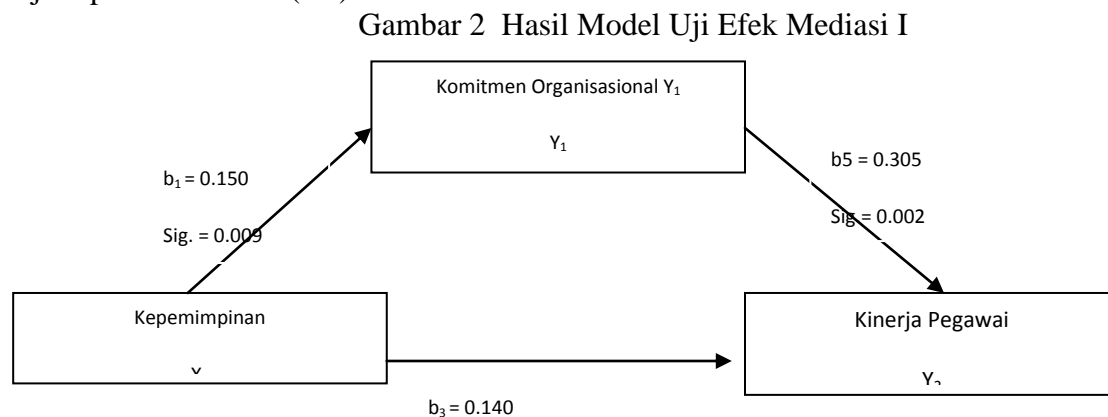 Gambar 2 Hasil Model Uji Efek Mediasi I
Komitmen Organisasional Y₁
Y₁
b₁ = 0.150
Sig. = 0.009
b5 = 0.305
Sig = 0.002
Kepemimpinan
Kinerja Pegawai
b₃ = 0.140